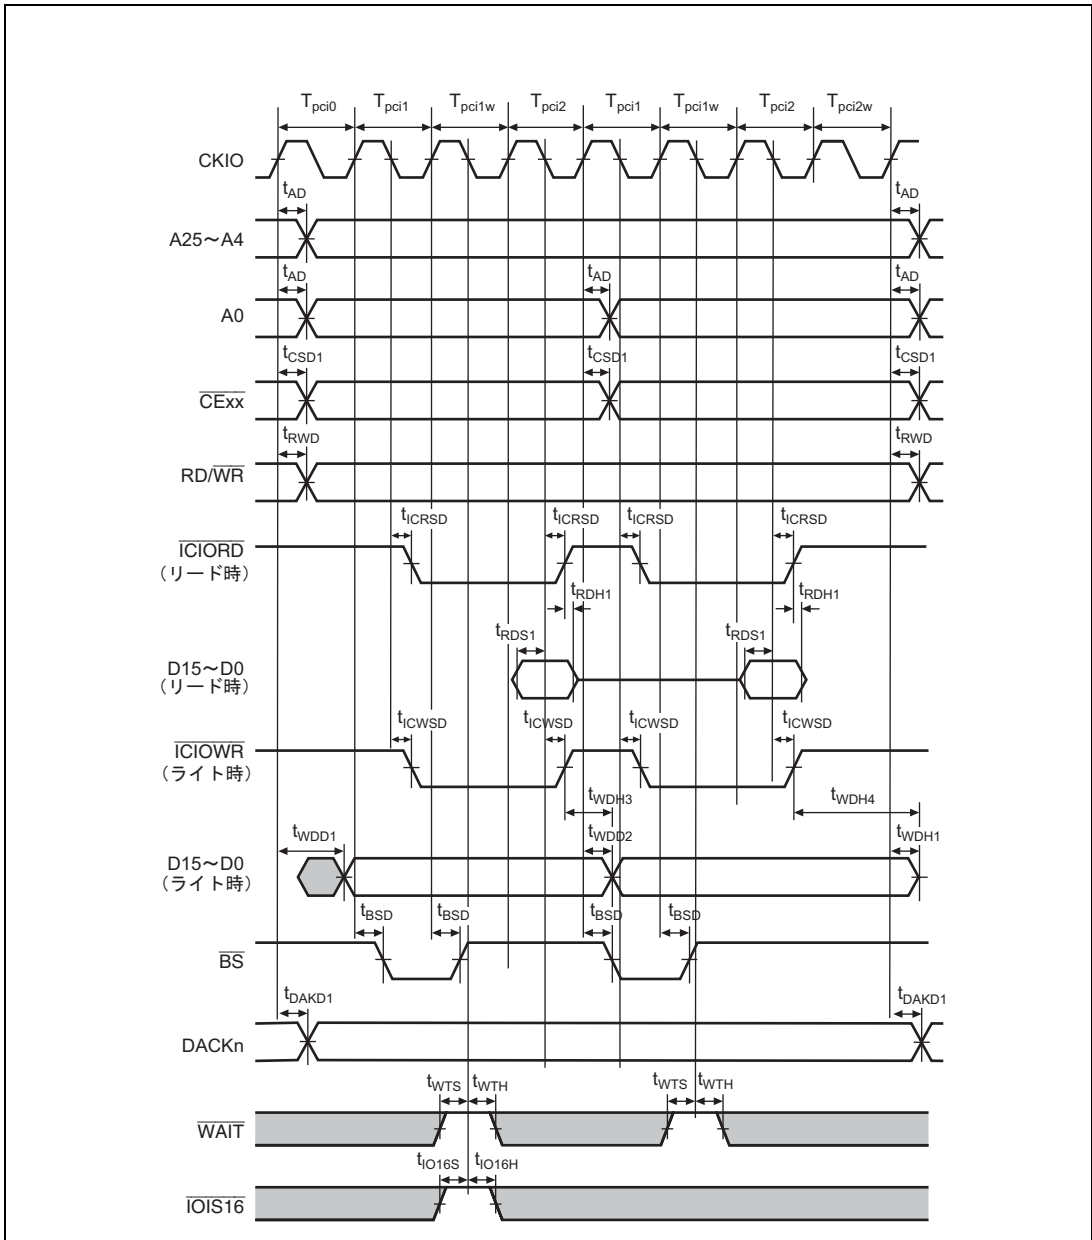 Tpci0 Tpci1 Tpci1w Tpci2 Tpci1 Tpci1w Tpci2 Tpci2w
CKIO
tAD tAD
A25～A4
tAD tAD tAD
A0
tCSD1 tCSD1 tCSD1
CExx
tRWD tRWD
RD/WR
tICRSD tICRSD tICRSD tICRSD
ICIORD
（リード時）
tRDH1 tRDH1
tRDS1 tRDS1
D15～D0
（リード時）
tICWSD tICWSD tICWSD tICWSD
ICIOWR
（ライト時）
tWDH3 tWDH4
tWDD1 tWDD2 tWDH1
D15～D0
（ライト時）
tBSD tBSD tBSD tBSD
BS
tDAKD1 tDAKD1
DACKn
tWTS tWTH tWTS tWTH
WAIT
tIO16S tIO16H
IOIS16